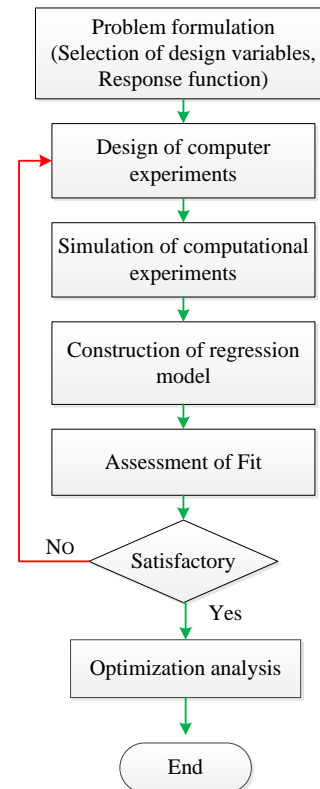 Problem formulation
(Selection of design variables,
Response function)
Design of computer
experiments
Simulation of computational
experiments
Construction of regression
model
Assessment of Fit
No
Satisfactory
Yes
Optimization analysis
End